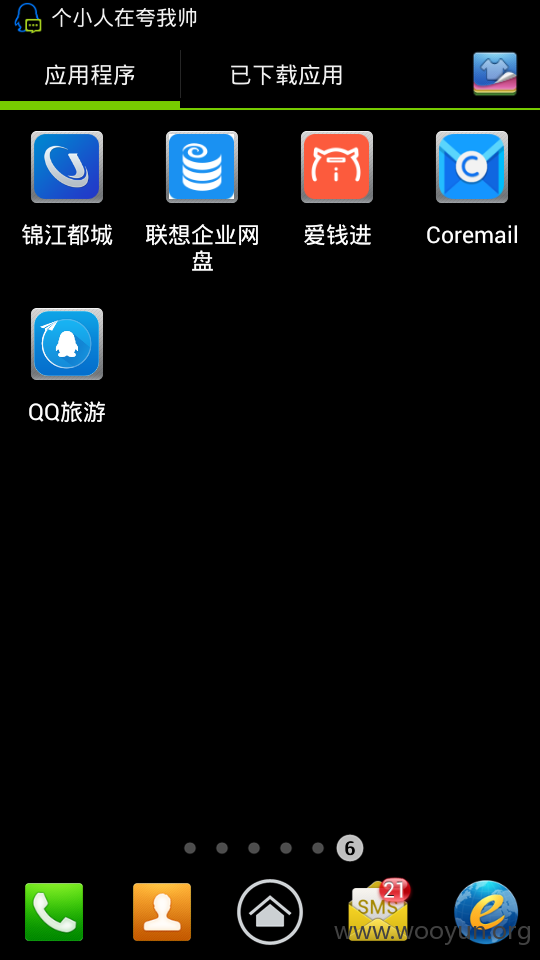 个小人在夸我帅
应用程序 已下载应用
锦江都城 联想企业网盘 爱钱进 Coremail
QQ旅游
6
21
SMS
www.wooyun.org